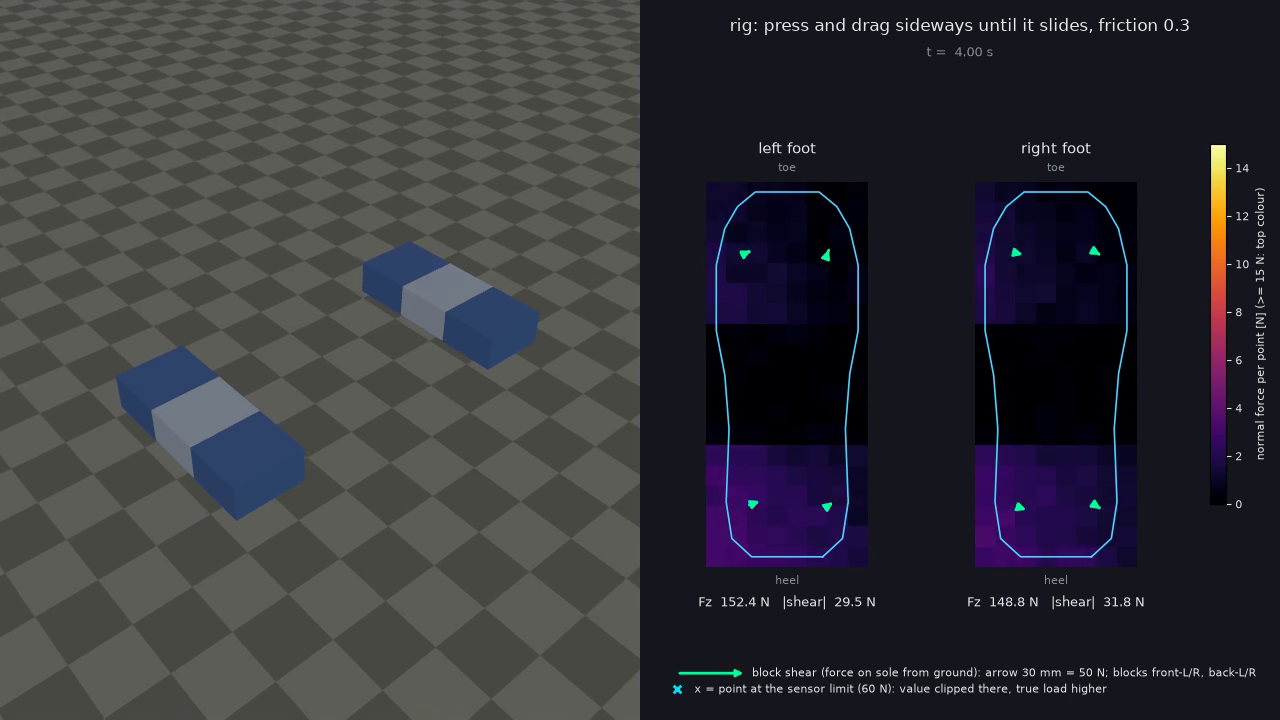 rig: press and drag sideways until it slides, friction 0.3
t =  4.00 s
left foot
right foot
toe
toe
14
12
10
8
6
4
2
0
normal force per point [N] (>= 15 N: top colour)
heel
heel
Fz  152.4 N   |shear|  29.5 N
Fz  148.8 N   |shear|  31.8 N
block shear (force on sole from ground): arrow 30 mm = 50 N; blocks front-L/R, back-L/R
x = point at the sensor limit (60 N): value clipped there, true load higher